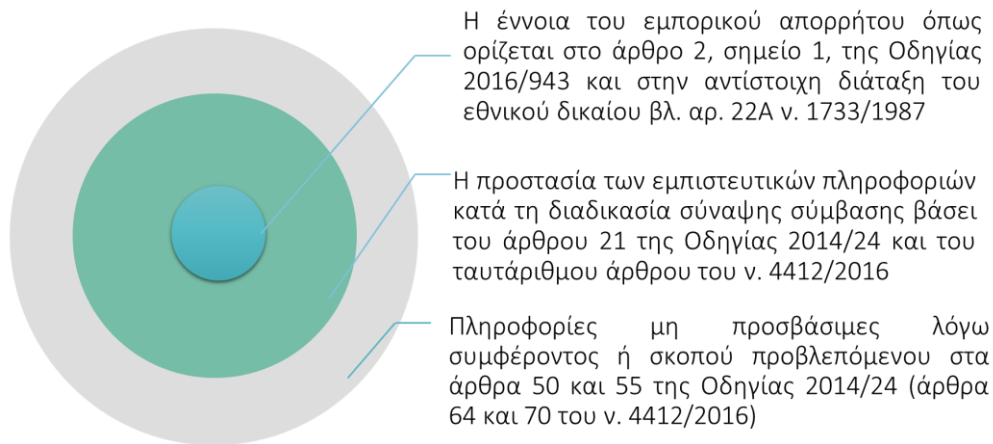 Η έννοια του εμπορικού απορρήτου όπως
ορίζεται στο άρθρο 2, σημείο 1, της Οδηγίας
2016/943 και στην αντίστοιχη διάταξη του
εθνικού δικαίου βλ. αρ. 22Α ν. 1733/1987
Η προστασία των εμπιστευτικών πληροφοριών
κατά τη διαδικασία σύναψης σύμβασης βάσει
του άρθρου 21 της Οδηγίας 2014/24 και του
ταυτάριθμου άρθρου του ν. 4412/2016
Πληροφορίες μη προσβάσιμες λόγω
συμφέροντος ή σκοπού προβλεπόμενου στα
άρθρα 50 και 55 της Οδηγίας 2014/24 (άρθρα
64 και 70 του ν. 4412/2016)